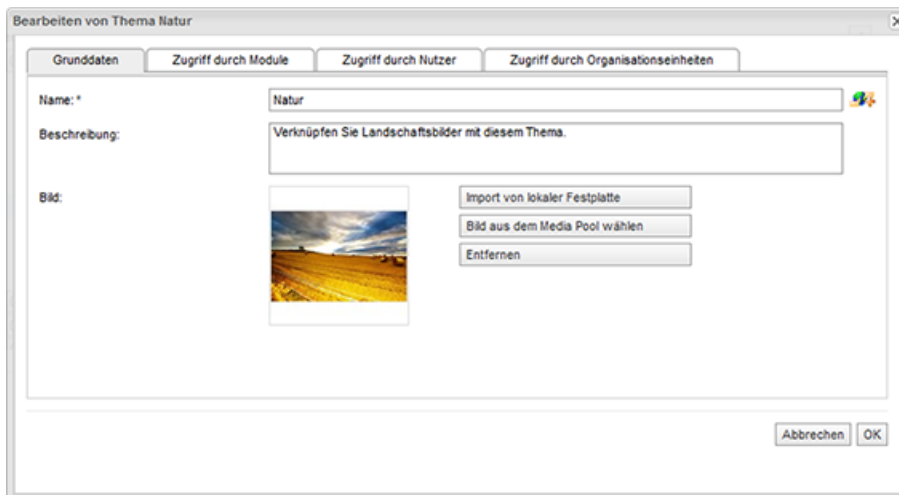 Bearbeiten von Thema Natur
Grunddaten Zugriff durch Module Zugriff durch Nutzer Zugriff durch Organisationseinheiten
Name: * Natur
Beschreibung: Verknüpfen Sie Landschaftsbilder mit diesem Thema.
Bild: Import von lokaler Festplatte
Bild aus dem Media Pool wählen
Entfernen
Abbrechen OK